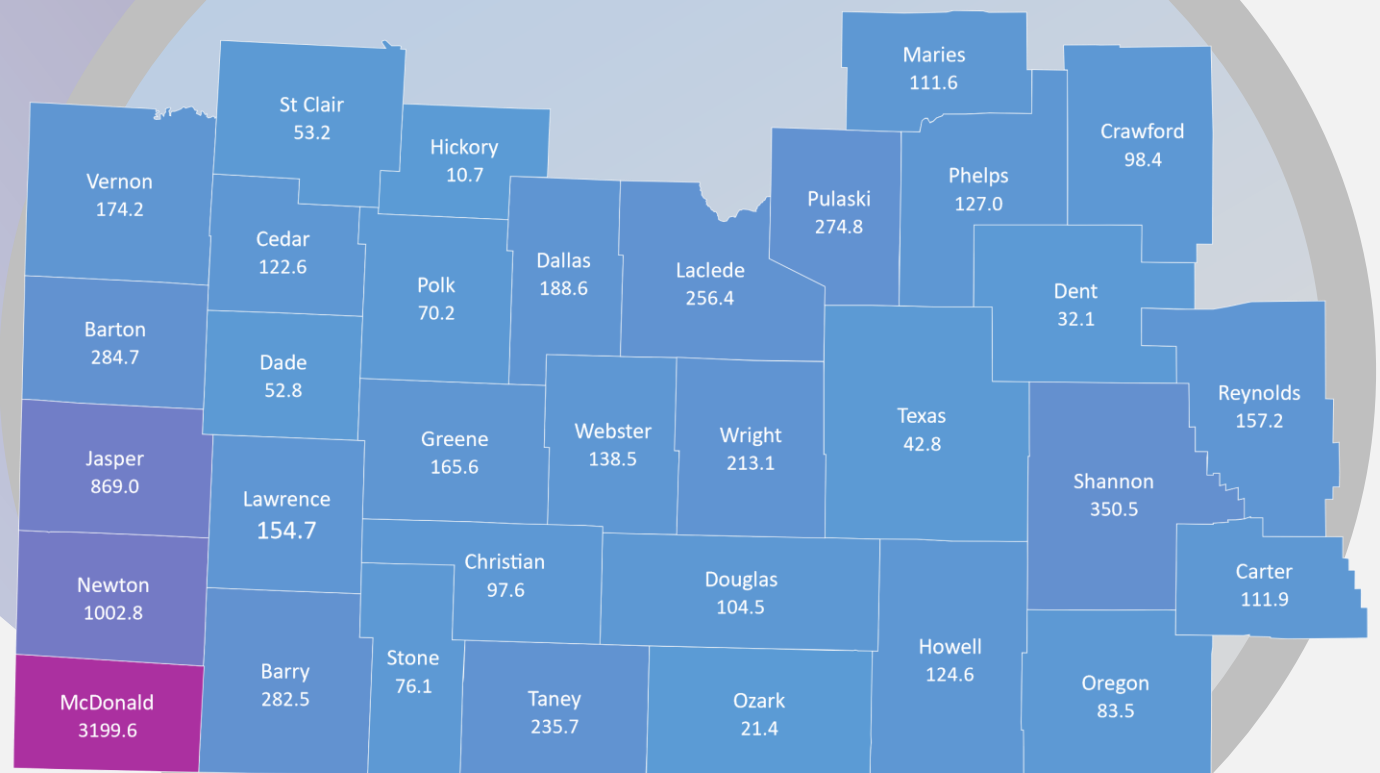 Maries
111.6
St Clair
53.2
Crawford
98.4
Hickory
10.7
Vernon
174.2
Phelps
127.0
Pulaski
274.8
Cedar
122.6
Dallas
188.6
Laclede
256.4
Polk
70.2
Dent
32.1
Barton
284.7
Dade
52.8
Reynolds
157.2
Texas
42.8
Greene
165.6
Webster
138.5
Wright
213.1
Jasper
869.0
Shannon
350.5
Lawrence
154.7
Christian
97.6
Carter
111.9
Douglas
104.5
Newton
1002.8
Howell
124.6
Stone
76.1
Barry
282.5
Oregon
83.5
McDonald
3199.6
Taney
235.7
Ozark
21.4